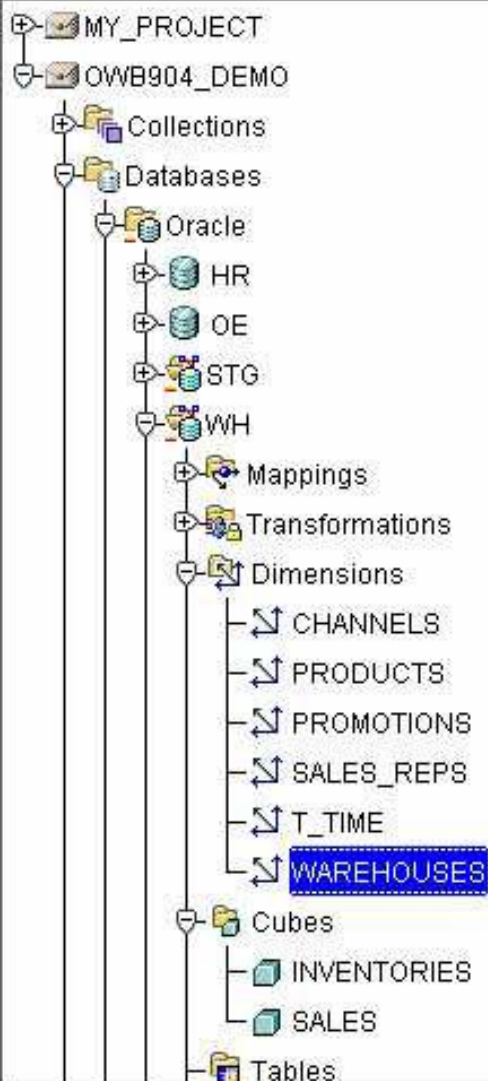 MY_PROJECT
OWB904_DEMO
Collections
Databases
Oracle
HR
OE
STG
WH
Mappings
Transformations
Dimensions
CHANNELS
PRODUCTS
PROMOTIONS
SALES_REPS
T_TIME
WAREHOUSES
Cubes
INVENTORIES
SALES
Tables